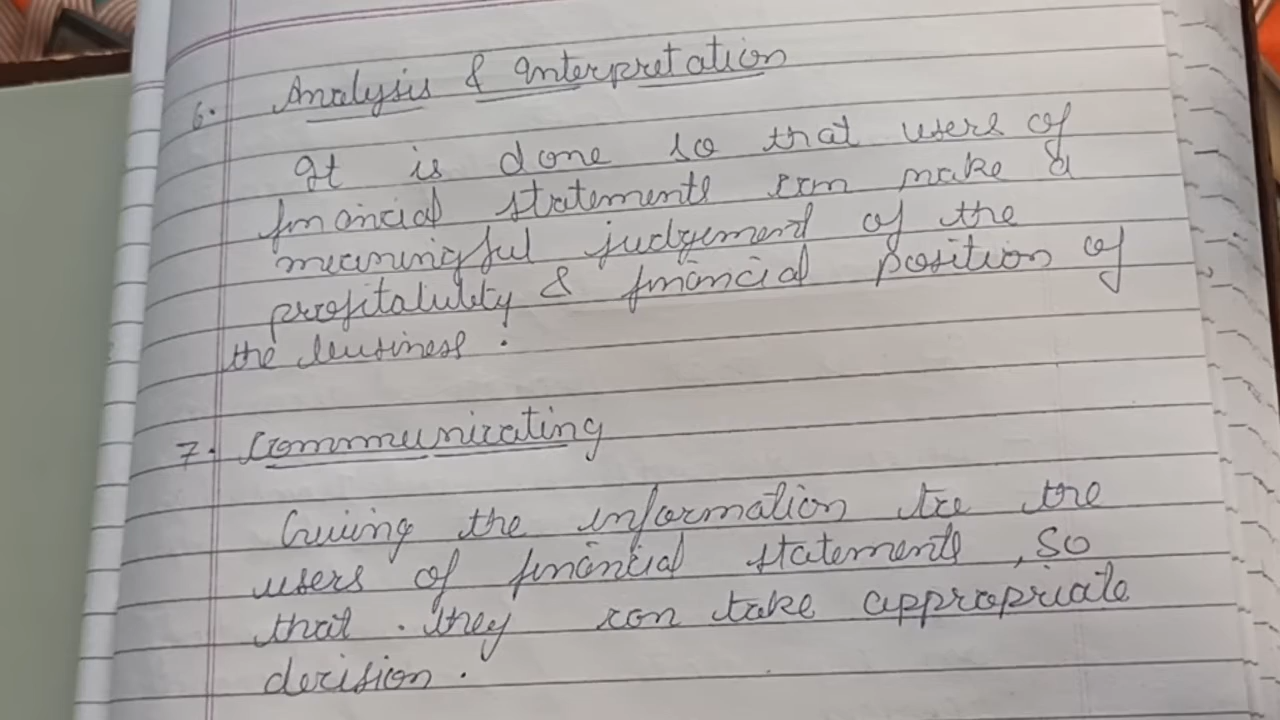 6. Analysis & Interpretation
It is done so that users of
financial statements can make a
meaningful judgement of the
profitability & financial position of
the business.
7. Communicating
Giving the information to the
users of financial statements, so
that they can take appropriate
decision.